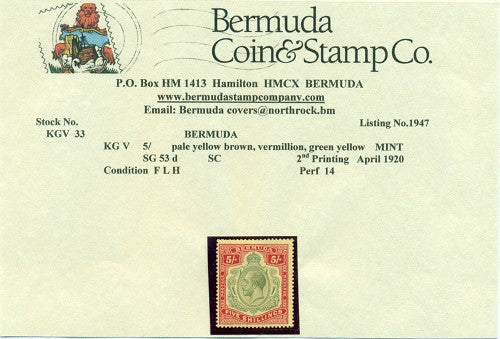 Bermuda
Coin&Stamp Co.
P.O. Box HM 1413 Hamilton HMCX BERMUDA
www.bermudastampcompany.com
Email: Bermuda covers@northrock.bm
Stock No. Listing No.1947
KGV 33 BERMUDA
KG V 5/ pale yellow brown, vermillion, green yellow MINT
SG 53 d SC 2nd Printing April 1920
Condition F L H Perf 14
BERMUDA
5/- 5/-
FIVE SHILLINGS